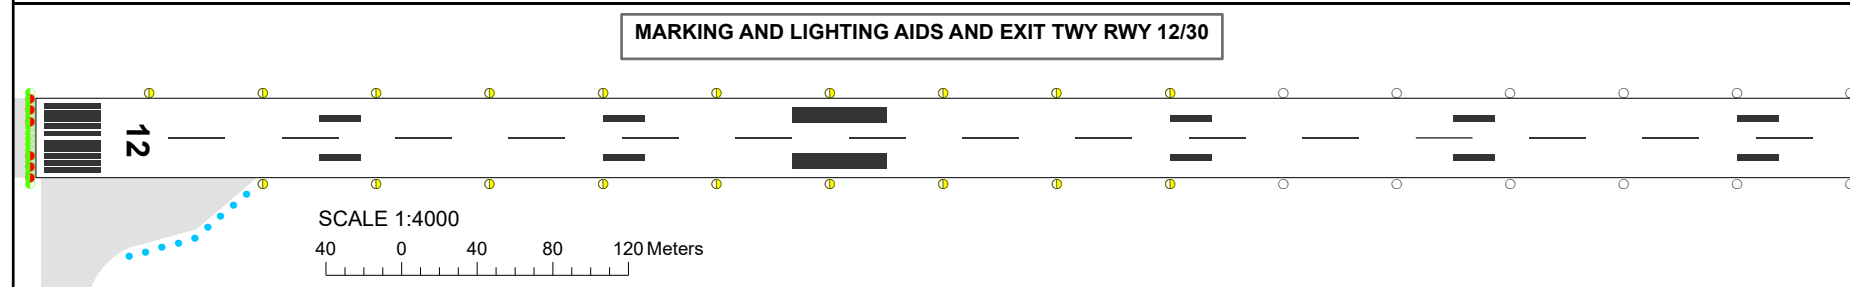 MARKING AND LIGHTING AIDS AND EXIT TWY RWY 12/30
12
SCALE 1:4000
40 0 40 80 120 Meters